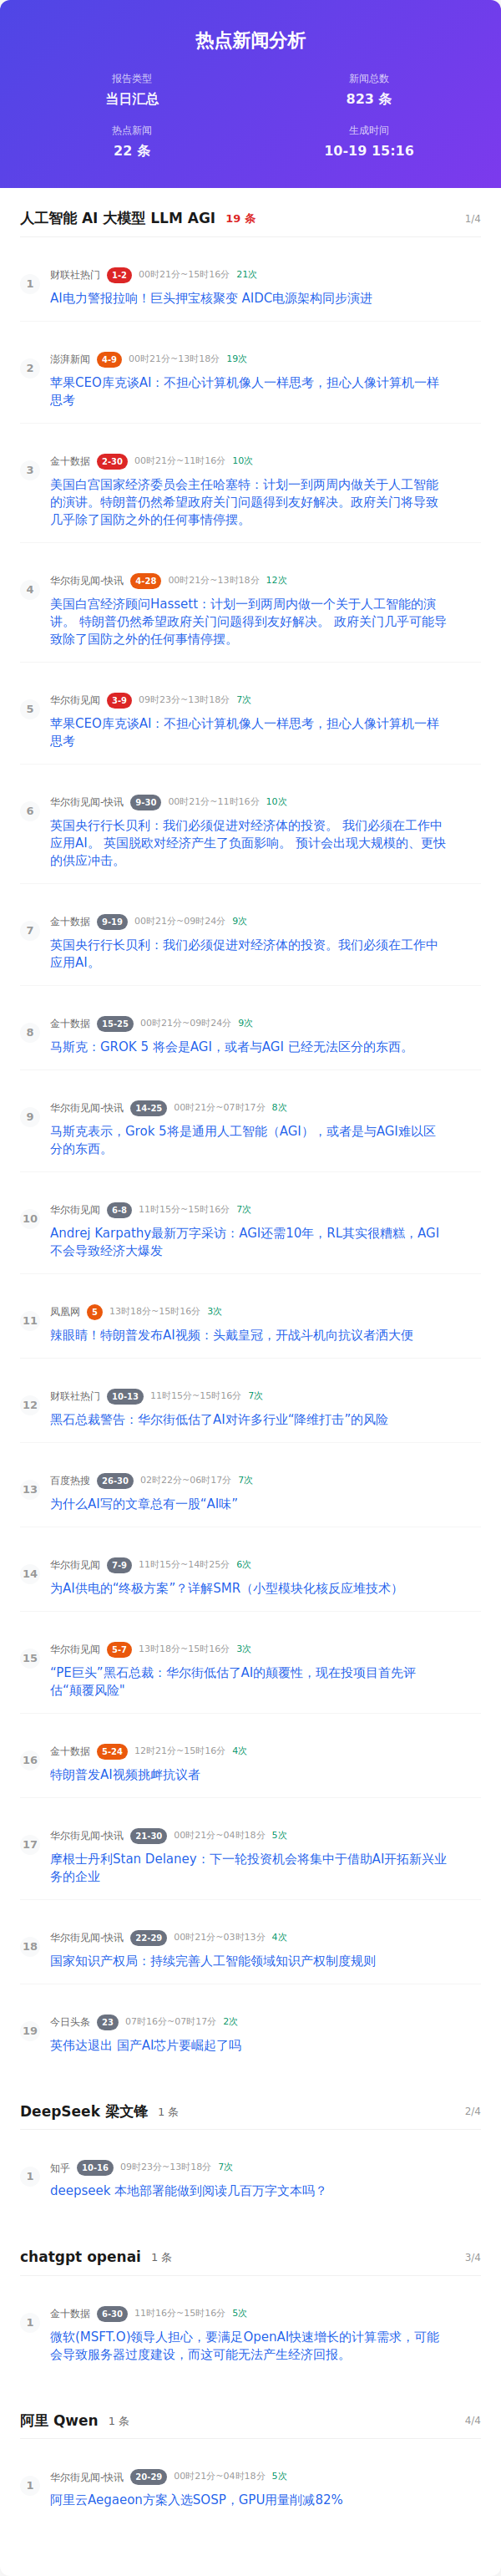 热点新闻分析
报告类型
新闻总数
当日汇总
823 条
热点新闻
生成时间
22 条
10-19 15:16
人工智能 AI 大模型 LLM AGI 19 条 1/4
1
财联社热门 1-2 00时21分~15时16分 21次
AI电力警报拉响！巨头押宝核聚变 AIDC电源架构同步演进
2
澎湃新闻 4-9 00时21分~13时18分 19次
苹果CEO库克谈AI：不担心计算机像人一样思考，担心人像计算机一样
思考
3
金十数据 2-30 00时21分~11时16分 10次
美国白宫国家经济委员会主任哈塞特：计划一到两周内做关于人工智能
的演讲。特朗普仍然希望政府关门问题得到友好解决。政府关门将导致
几乎除了国防之外的任何事情停摆。
4
华尔街见闻-快讯 4-28 00时21分~13时18分 12次
美国白宫经济顾问Hassett：计划一到两周内做一个关于人工智能的演
讲。 特朗普仍然希望政府关门问题得到友好解决。 政府关门几乎可能导
致除了国防之外的任何事情停摆。
5
华尔街见闻 3-9 09时23分~13时18分 7次
苹果CEO库克谈AI：不担心计算机像人一样思考，担心人像计算机一样
思考
6
华尔街见闻-快讯 9-30 00时21分~11时16分 10次
英国央行行长贝利：我们必须促进对经济体的投资。 我们必须在工作中
应用AI。 英国脱欧对经济产生了负面影响。 预计会出现大规模的、更快
的供应冲击。
7
金十数据 9-19 00时21分~09时24分 9次
英国央行行长贝利：我们必须促进对经济体的投资。我们必须在工作中
应用AI。
8
金十数据 15-25 00时21分~09时24分 9次
马斯克：GROK 5 将会是AGI，或者与AGI 已经无法区分的东西。
9
华尔街见闻-快讯 14-25 00时21分~07时17分 8次
马斯克表示，Grok 5将是通用人工智能（AGI），或者是与AGI难以区
分的东西。
10
华尔街见闻 6-8 11时15分~15时16分 7次
Andrej Karpathy最新万字采访：AGI还需10年，RL其实很糟糕，AGI
不会导致经济大爆发
11
凤凰网 5 13时18分~15时16分 3次
辣眼睛！特朗普发布AI视频：头戴皇冠，开战斗机向抗议者洒大便
12
财联社热门 10-13 11时15分~15时16分 7次
黑石总裁警告：华尔街低估了AI对许多行业“降维打击”的风险
13
百度热搜 26-30 02时22分~06时17分 7次
为什么AI写的文章总有一股“AI味”
14
华尔街见闻 7-9 11时15分~14时25分 6次
为AI供电的“终极方案”？详解SMR（小型模块化核反应堆技术）
15
华尔街见闻 5-7 13时18分~15时16分 3次
“PE巨头”黑石总裁：华尔街低估了AI的颠覆性，现在投项目首先评
估“颠覆风险"
16
金十数据 5-24 12时21分~15时16分 4次
特朗普发AI视频挑衅抗议者
17
华尔街见闻-快讯 21-30 00时21分~04时18分 5次
摩根士丹利Stan Delaney：下一轮投资机会将集中于借助AI开拓新兴业
务的企业
18
华尔街见闻-快讯 22-29 00时21分~03时13分 4次
国家知识产权局：持续完善人工智能领域知识产权制度规则
19
今日头条 23 07时16分~07时17分 2次
英伟达退出 国产AI芯片要崛起了吗
DeepSeek 梁文锋 1 条 2/4
1
知乎 10-16 09时23分~13时18分 7次
deepseek 本地部署能做到阅读几百万字文本吗？
chatgpt openai 1 条 3/4
1
金十数据 6-30 11时16分~15时16分 5次
微软(MSFT.O)领导人担心，要满足OpenAI快速增长的计算需求，可能
会导致服务器过度建设，而这可能无法产生经济回报。
阿里 Qwen 1 条 4/4
1
华尔街见闻-快讯 20-29 00时21分~04时18分 5次
阿里云Aegaeon方案入选SOSP，GPU用量削减82%